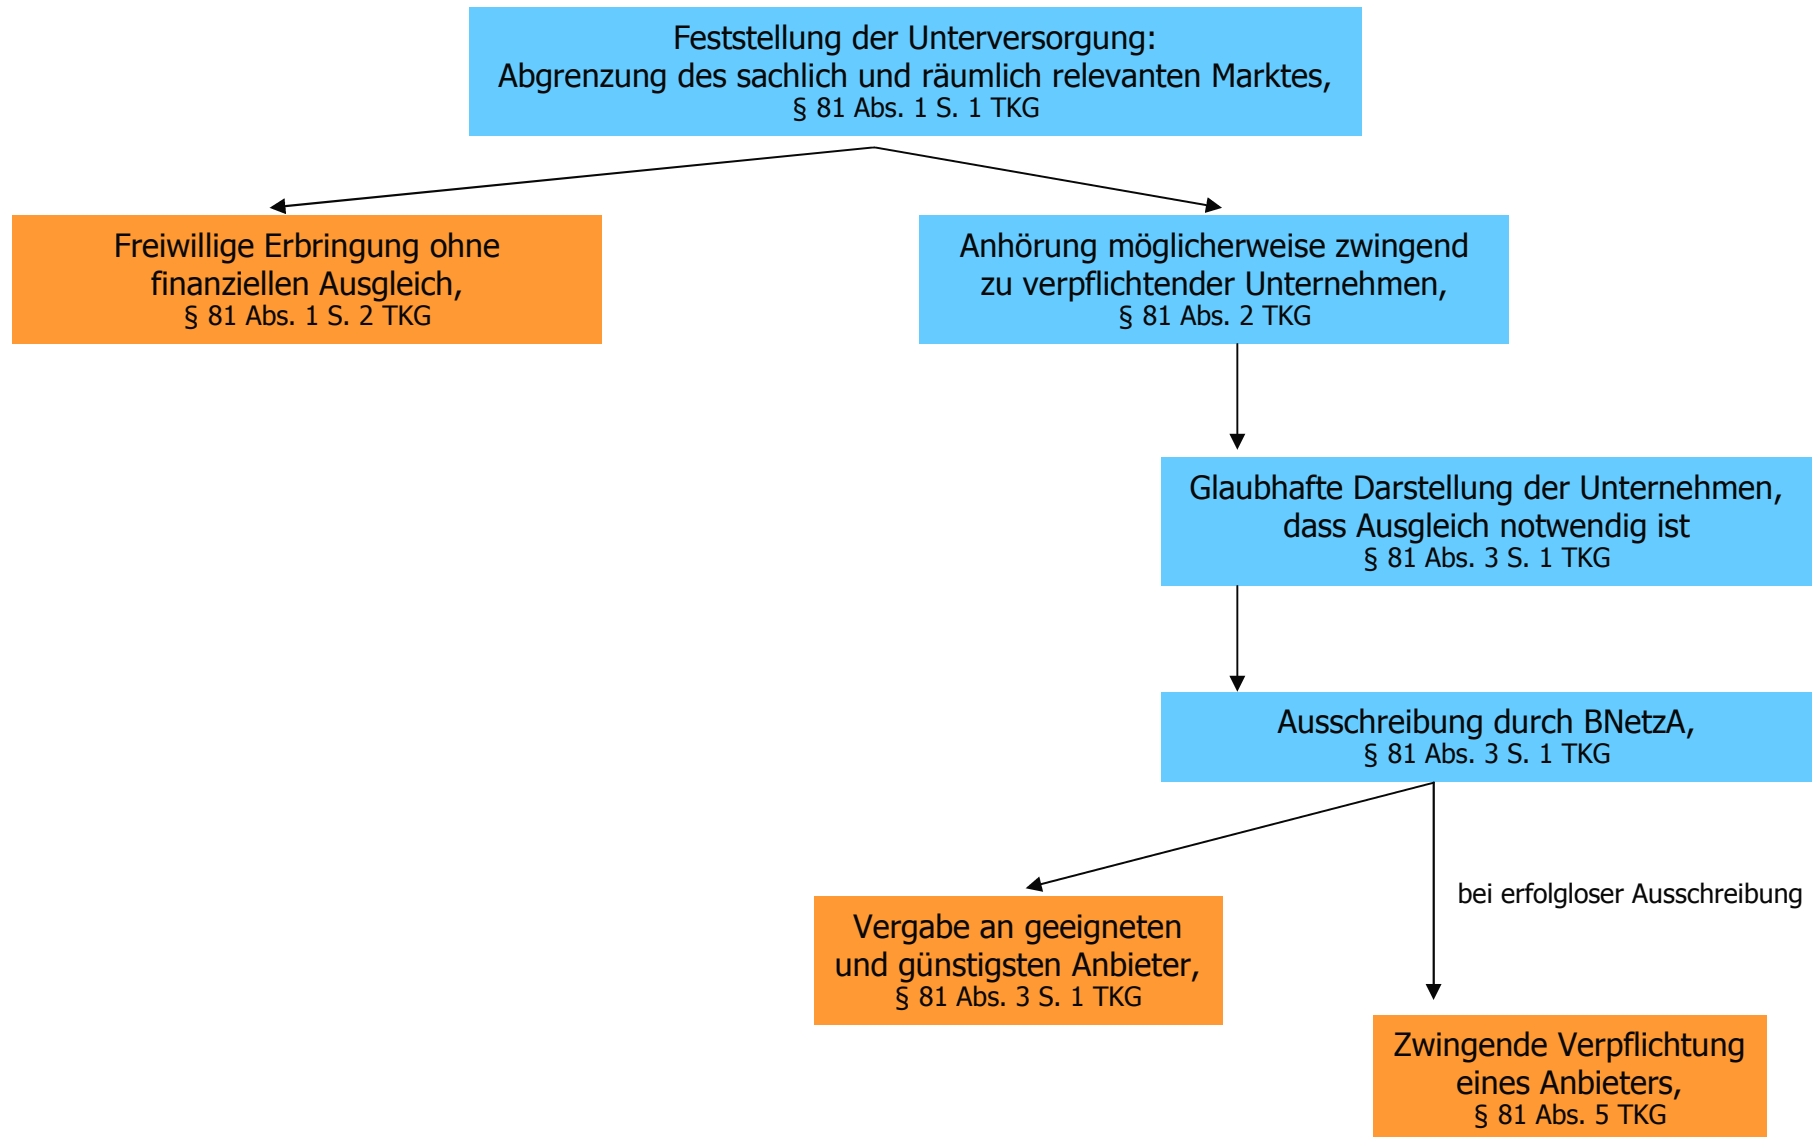 Feststellung der Unterversorgung:
Abgrenzung des sachlich und räumlich relevanten Marktes,
§ 81 Abs. 1 S. 1 TKG
Freiwillige Erbringung ohne
finanziellen Ausgleich,
§ 81 Abs. 1 S. 2 TKG
Anhörung möglicherweise zwingend
zu verpflichtender Unternehmen,
§ 81 Abs. 2 TKG
Glaubhafte Darstellung der Unternehmen,
dass Ausgleich notwendig ist
§ 81 Abs. 3 S. 1 TKG
Ausschreibung durch BNetzA,
§ 81 Abs. 3 S. 1 TKG
bei erfolgloser Ausschreibung
Vergabe an geeigneten
und günstigsten Anbieter,
§ 81 Abs. 3 S. 1 TKG
Zwingende Verpflichtung
eines Anbieters,
§ 81 Abs. 5 TKG